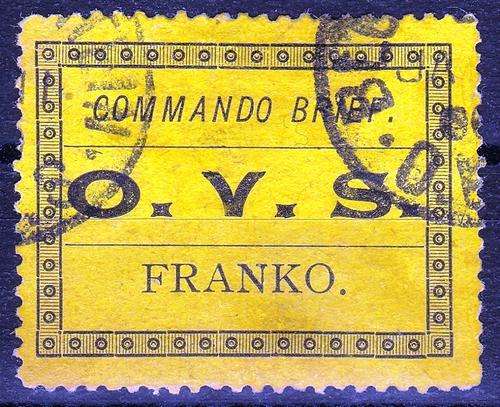 COMMANDO BRIEF.
O. V. S.
FRANKO.